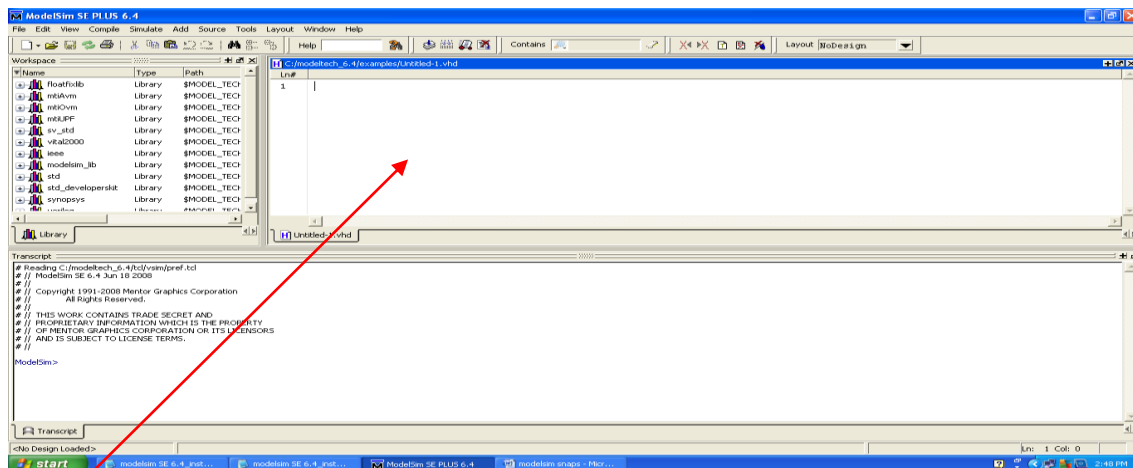 ModelSim SE PLUS 6.4
File Edit View Compile Simulate Add Source Tools Layout Window Help
Help Contains Layout NoDesign
Workspace
Name Type Path
floatfixlib Library $MODEL_TECH
mtiAvm Library $MODEL_TECH
mtiOvm Library $MODEL_TECH
mtiUPF Library $MODEL_TECH
sv_std Library $MODEL_TECH
vital2000 Library $MODEL_TECH
ieee Library $MODEL_TECH
modelsim_lib Library $MODEL_TECH
std Library $MODEL_TECH
std_developerskit Library $MODEL_TECH
synopsys Library $MODEL_TECH
Library
C:/modeltech_6.4/examples/Untitled-1.vhd
Ln#
1
Untitled-1.vhd
Transcript
# Reading C:/modeltech_6.4/tcl/vsim/pref.tcl
# // ModelSim SE 6.4 Jun 18 2008
# //
# // Copyright 1991-2008 Mentor Graphics Corporation
# // All Rights Reserved.
# //
# // THIS WORK CONTAINS TRADE SECRET AND
# // PROPRIETARY INFORMATION WHICH IS THE PROPERTY
# // OF MENTOR GRAPHICS CORPORATION OR ITS LICENSORS
# // AND IS SUBJECT TO LICENSE TERMS.
# //
ModelSim>
Transcript
<No Design Loaded> Ln: 1 Col: 0
start modelsim SE 6.4_inst... modelsim SE 6.4_inst... ModelSim SE PLUS 6.4 modelsim snaps - Micr... 2:48 PM